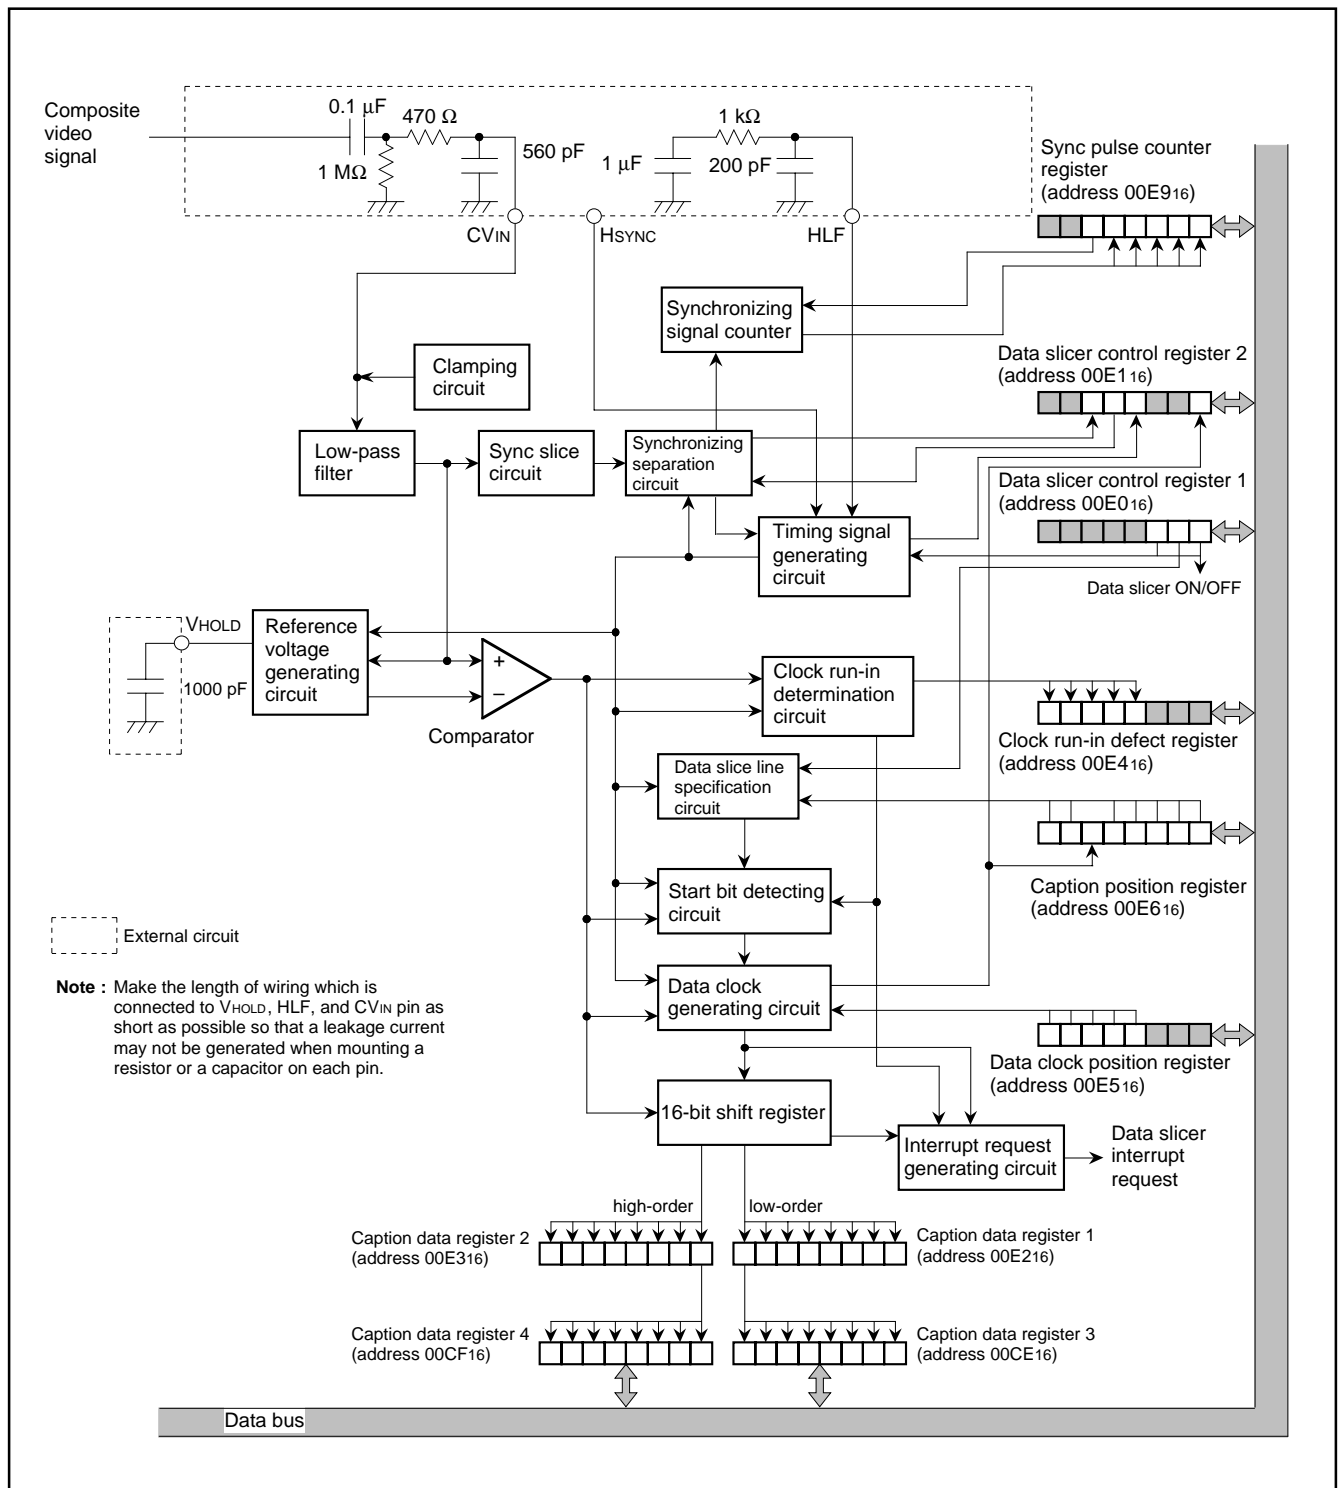 Composite
video
signal
0.1 µF
470 Ω
1 MΩ
560 pF
1 kΩ
1 µF
200 pF
CVIN
HSYNC
HLF
Sync pulse counter
register
(address 00E916)
Synchronizing
signal counter
Data slicer control register 2
(address 00E116)
Clamping
circuit
Low-pass
filter
Sync slice
circuit
Synchronizing
separation
circuit
Data slicer control register 1
(address 00E016)
Timing signal
generating
circuit
Data slicer ON/OFF
VHOLD
1000 pF
Reference
voltage
generating
circuit
+
−
Comparator
Clock run-in
determination
circuit
Clock run-in defect register
(address 00E416)
Data slice line
specification
circuit
Start bit detecting
circuit
Caption position register
(address 00E616)
External circuit
Data clock
generating circuit
Note : Make the length of wiring which is
connected to VHOLD, HLF, and CVIN pin as
short as possible so that a leakage current
may not be generated when mounting a
resistor or a capacitor on each pin.
Data clock position register
(address 00E516)
16-bit shift register
Interrupt request
generating circuit
Data slicer
interrupt
request
high-order
low-order
Caption data register 2
(address 00E316)
Caption data register 1
(address 00E216)
Caption data register 4
(address 00CF16)
Caption data register 3
(address 00CE16)
Data bus